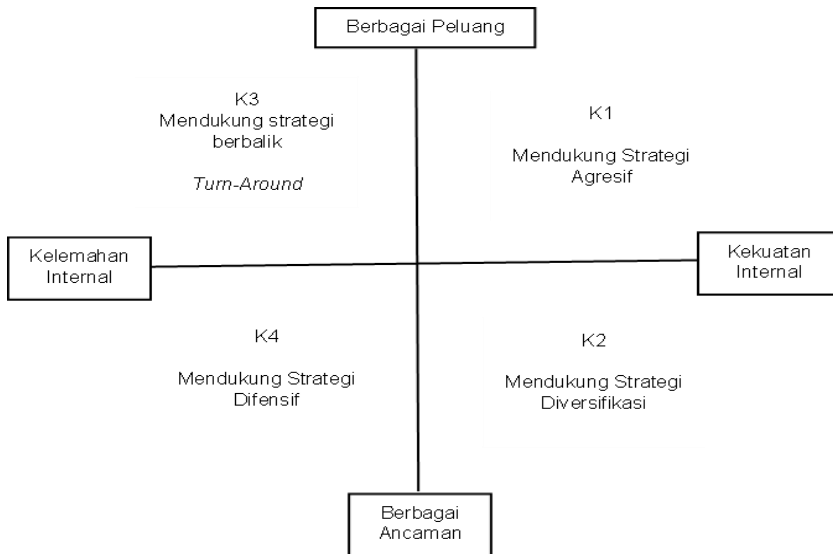 Berbagai Peluang
K3
Mendukung strategi
berbalik
Turn-Around
K1
Mendukung Strategi
Agresif
Kelemahan
Internal
Kekuatan
Internal
K4
Mendukung Strategi
Difensif
K2
Mendukung Strategi
Diversifikasi
Berbagai
Ancaman